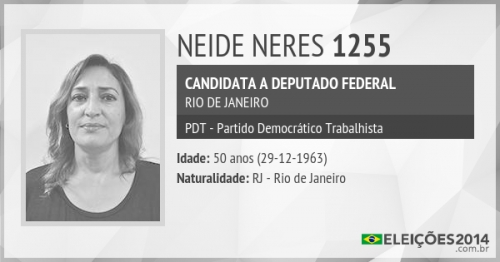 NEIDE NERES 1255
CANDIDATA A DEPUTADO FEDERAL
RIO DE JANEIRO
PDT - Partido Democrático Trabalhista
Idade: 50 anos (29-12-1963)
Naturalidade: RJ - Rio de Janeiro
ELEIÇÕES2014
.com.br